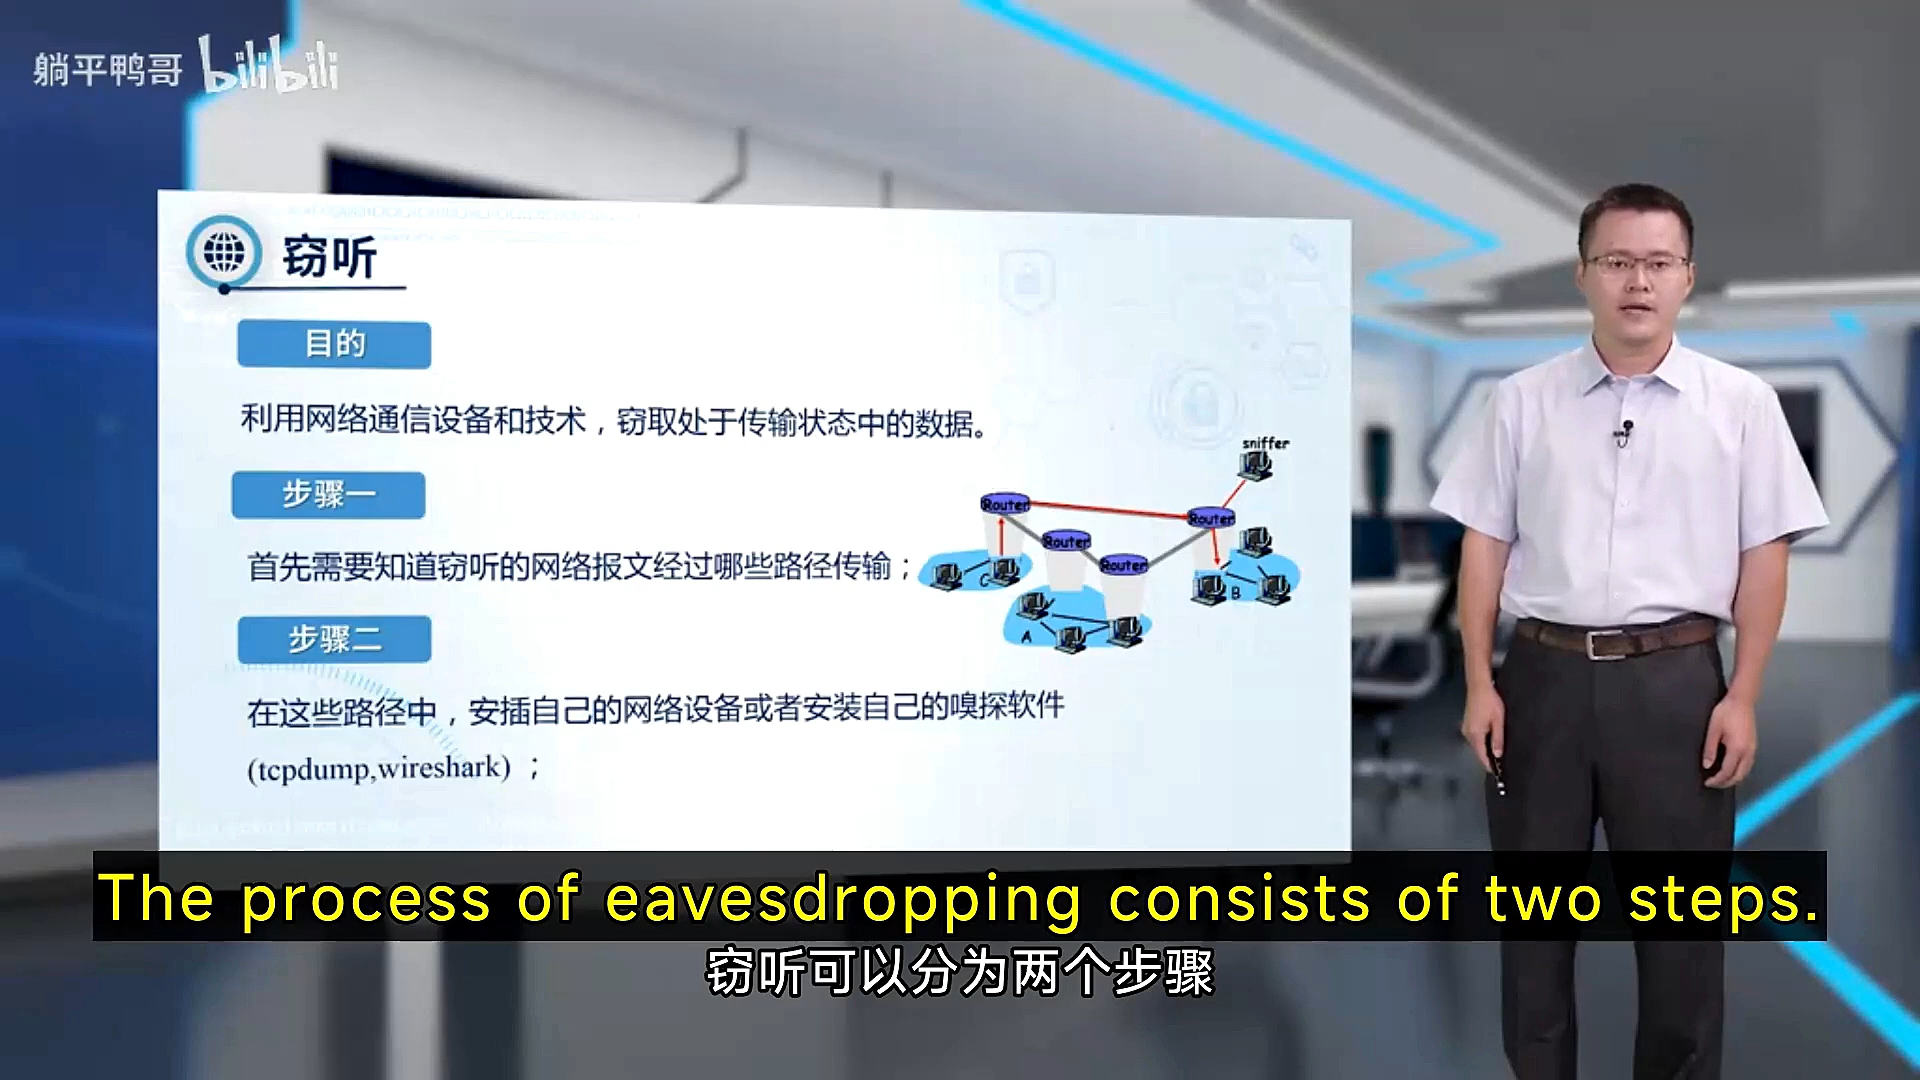 躺平鸭哥 bilibili
窃听
目的
利用网络通信设备和技术，窃取处于传输状态中的数据。
步骤一
首先需要知道窃听的网络报文经过哪些路径传输；
步骤二
在这些路径中，安插自己的网络设备或者安装自己的嗅探软件
(tcpdump,wireshark) ；
sniffer
Router
Router
Router
Router
C
B
A
The process of eavesdropping consists of two steps.
窃听可以分为两个步骤